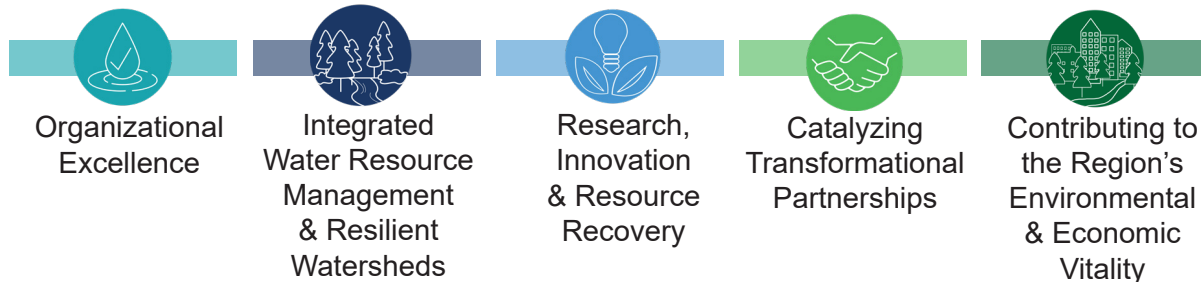 Organizational
Excellence
Integrated
Water Resource
Management
& Resilient
Watersheds
Research,
Innovation
& Resource
Recovery
Catalyzing
Transformational
Partnerships
Contributing to
the Region’s
Environmental
& Economic
Vitality